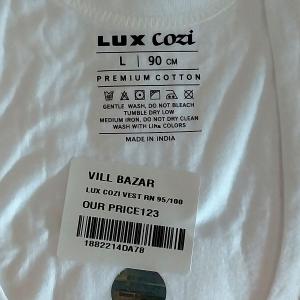 LUX Cozi
L | 90 CM
PREMIUM COTTON
GENTLE WASH, DO NOT BLEACH
TUMBLE DRY LOW
MEDIUM IRON, DO NOT DRY CLEAN
WASH WITH Like COLORS
MADE IN INDIA
VILL BAZAR
LUX COZI VEST RN 95/100
OUR PRICE123
1882214DA78